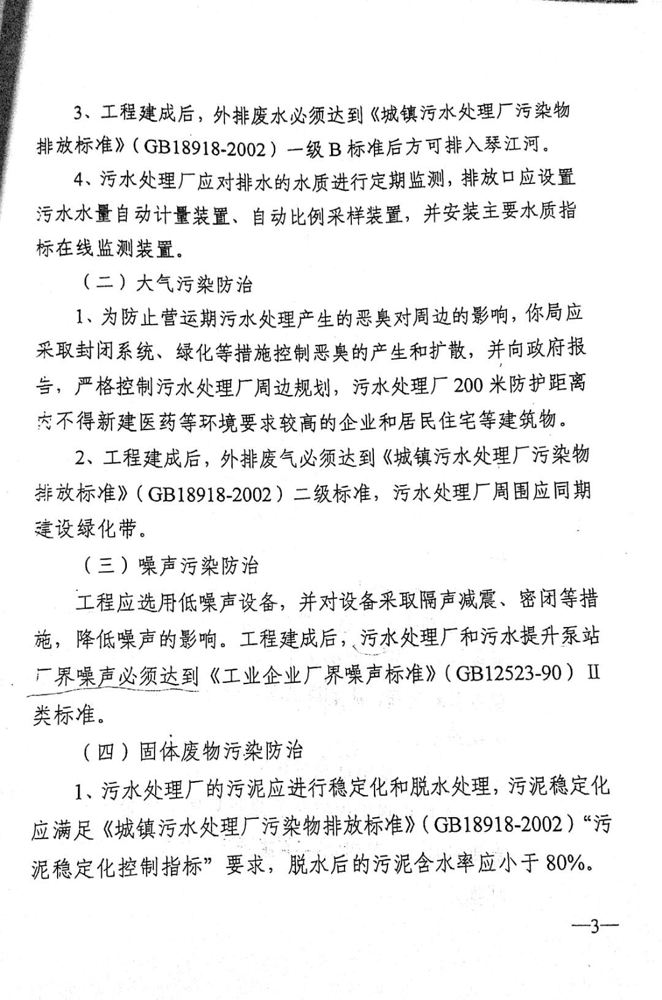 3、工程建成后，外排废水必须达到《城镇污水处理厂污染物
排放标准》（GB18918-2002）一级 B 标准后方可排入琴江河。
4、污水处理厂应对排水的水质进行定期监测，排放口应设置
污水水量自动计量装置、自动比例采样装置，并安装主要水质指
标在线监测装置。
（二）大气污染防治
1、为防止营运期污水处理产生的恶臭对周边的影响，你局应
采取封闭系统、绿化等措施控制恶臭的产生和扩散，并向政府报
告，严格控制污水处理厂周边规划，污水处理厂 200 米防护距离
内不得新建医药等环境要求较高的企业和居民住宅等建筑物。
2、工程建成后，外排废气必须达到《城镇污水处理厂污染物
排放标准》（GB18918-2002）二级标准，污水处理厂周围应同期
建设绿化带。
（三）噪声污染防治
工程应选用低噪声设备，并对设备采取隔声减震、密闭等措
施，降低噪声的影响。工程建成后，污水处理厂和污水提升泵站
厂界噪声必须达到《工业企业厂界噪声标准》（GB12523-90）Ⅱ
类标准。
（四）固体废物污染防治
1、污水处理厂的污泥应进行稳定化和脱水处理，污泥稳定化
应满足《城镇污水处理厂污染物排放标准》（GB18918-2002）“污
泥稳定化控制指标”要求，脱水后的污泥含水率应小于 80%。
—3—